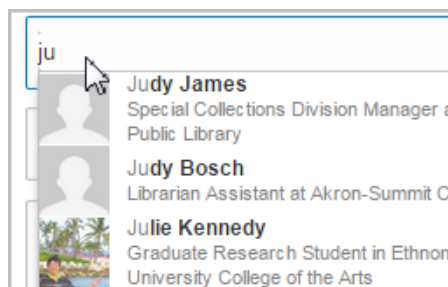 ju
Judy James
Special Collections Division Manager a
Public Library
Judy Bosch
Librarian Assistant at Akron-Summit C
Julie Kennedy
Graduate Research Student in Ethnom
University College of the Arts